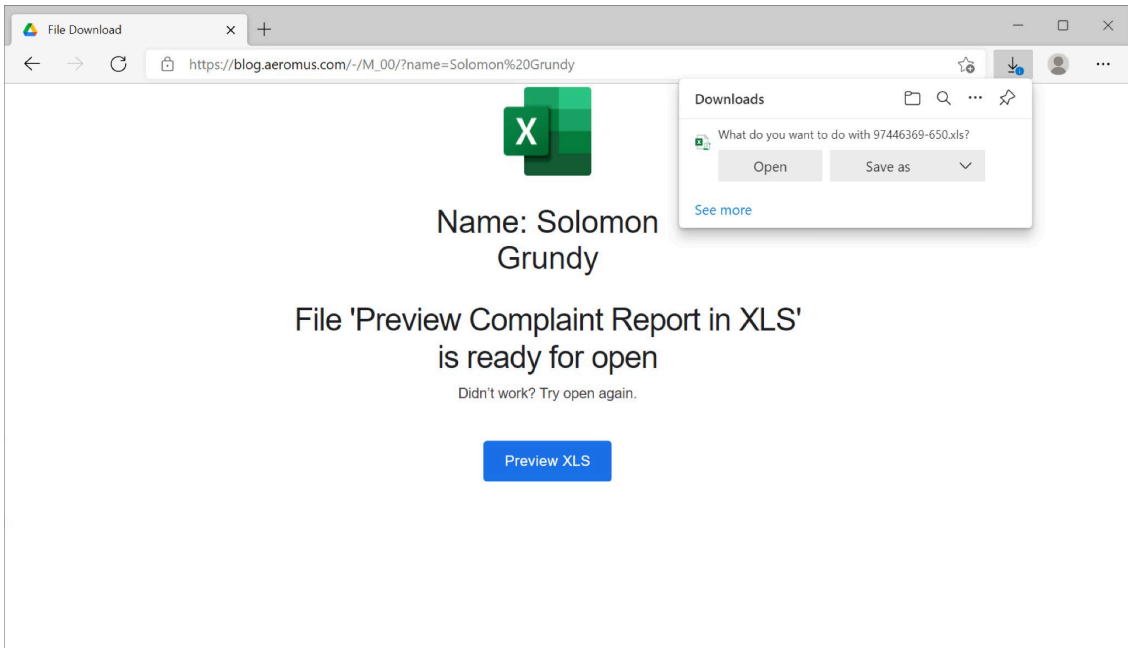 File Download
https://blog.aeromus.com/-/M_00/?name=Solomon%20Grundy
Downloads
What do you want to do with 97446369-650.xls?
Open
Save as
See more
X
Name: Solomon
Grundy
File 'Preview Complaint Report in XLS'
is ready for open
Didn't work? Try open again.
Preview XLS